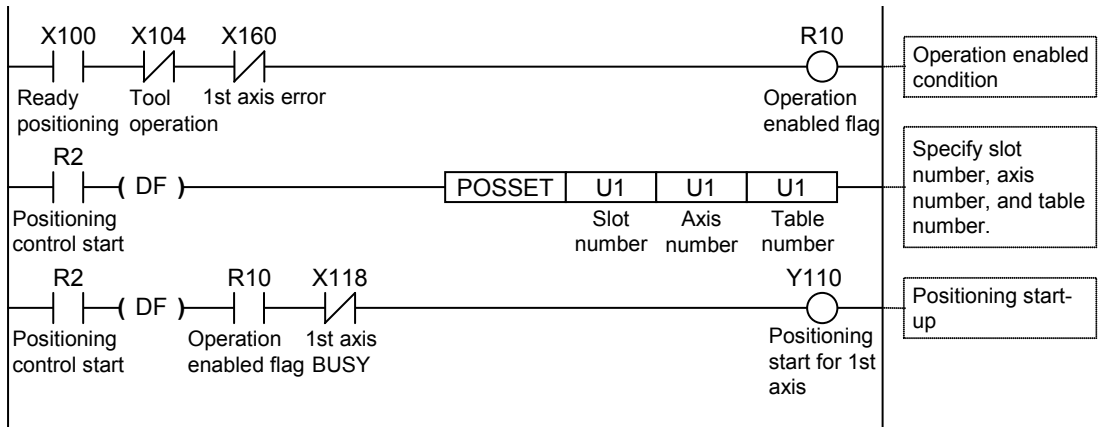 X100 X104 X160 R10
Ready positioning
Tool operation
1st axis error
Operation enabled flag
Operation enabled condition
R2
( DF ) POSSET U1 U1 U1
Positioning control start
Slot number
Axis number
Table number
Specify slot number, axis number, and table number.
R2 R10 X118 Y110
( DF )
Positioning control start
Operation enabled flag
1st axis BUSY
Positioning start for 1st axis
Positioning start-up